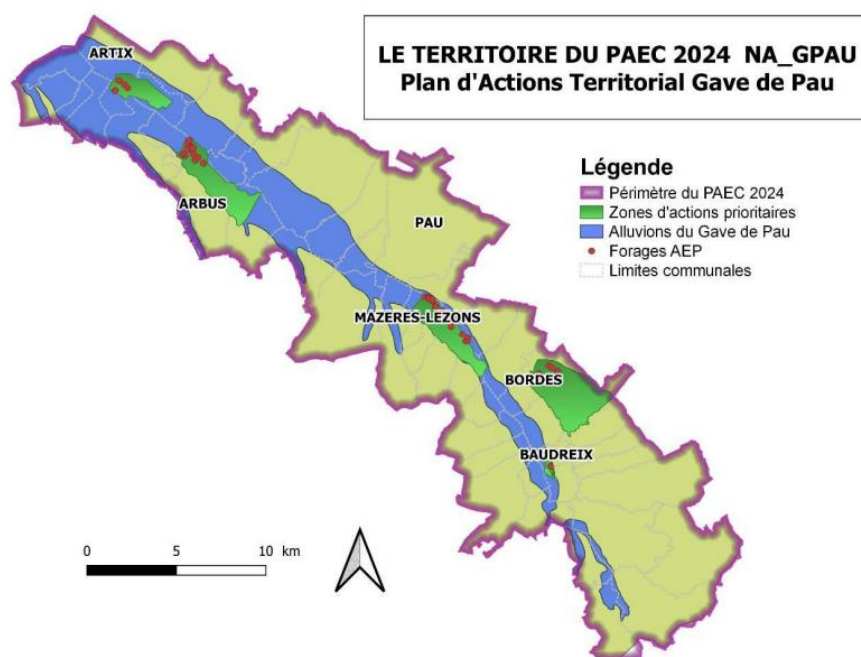 LE TERRITOIRE DU PAEC 2024 NA_GPAU
Plan d'Actions Territorial Gave de Pau
ARTIX
Légende
Périmètre du PAEC 2024
Zones d'actions prioritaires
Alluvions du Gave de Pau
Forages AEP
Limites communales
ARBUS
PAU
MAZERES-LEZONS
BORDES
BAUDREIX
0 5 10 km